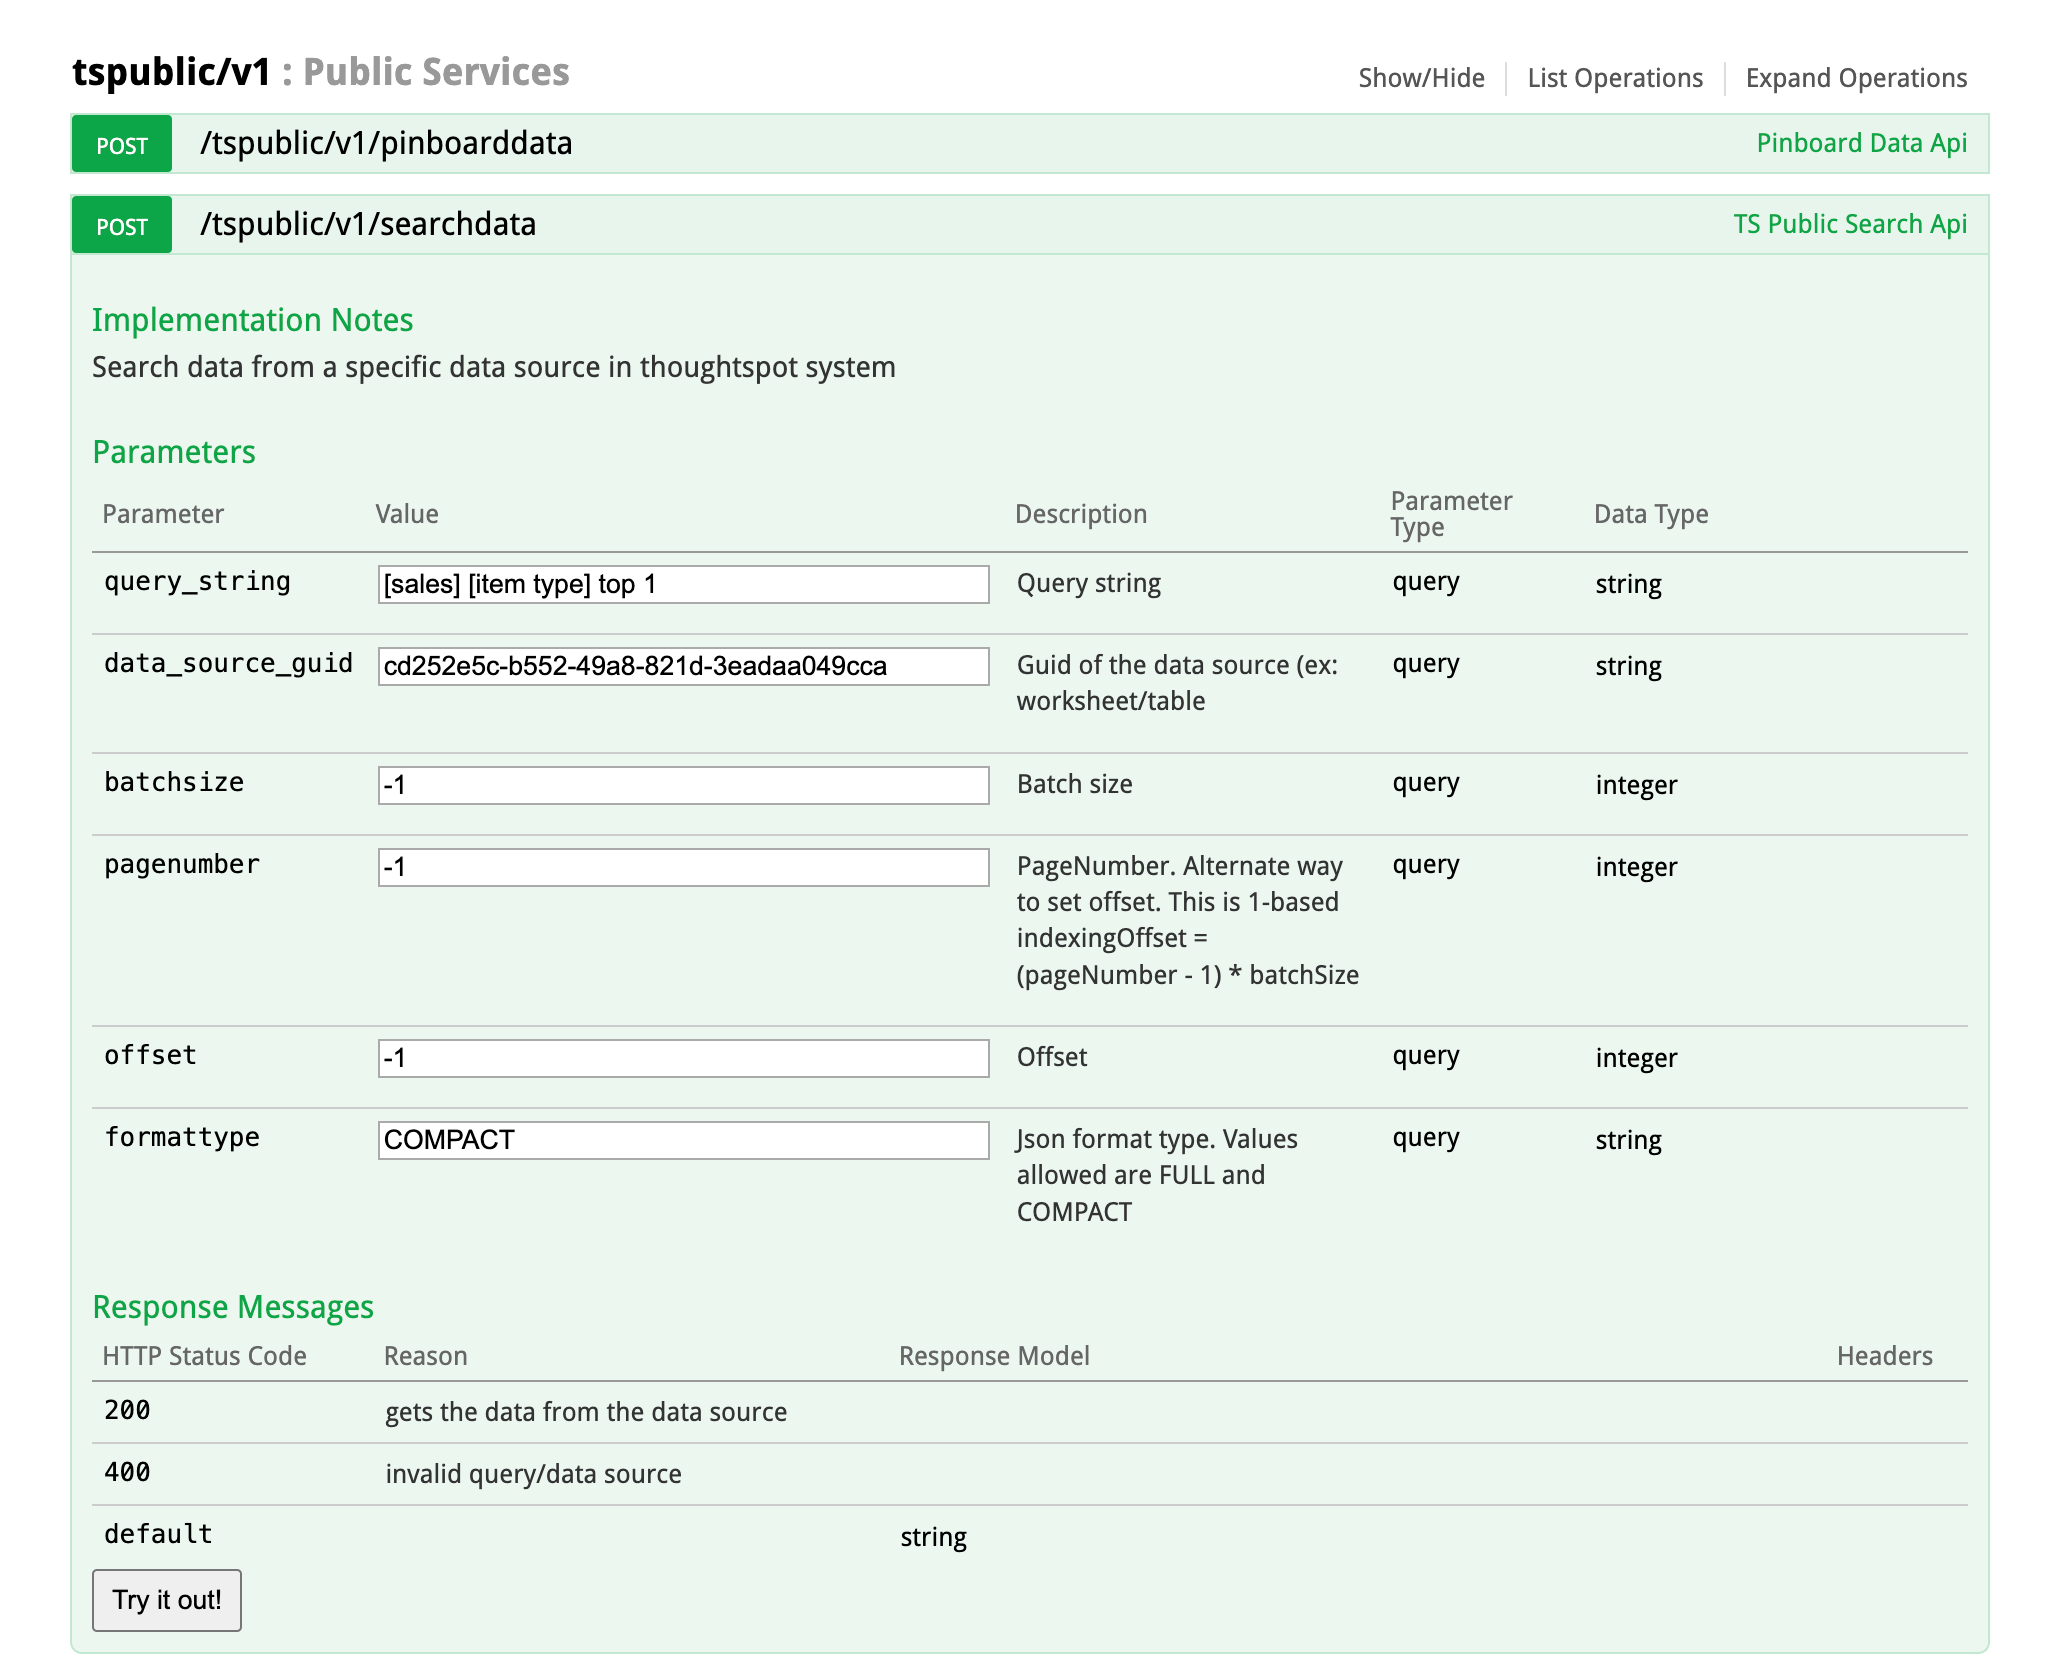 tspublic/v1 : Public Services
Show/Hide
List Operations
Expand Operations
POST
/tspublic/v1/pinboarddata
Pinboard Data Api
POST
/tspublic/v1/searchdata
TS Public Search Api
Implementation Notes
Search data from a specific data source in thoughtspot system
Parameters
Parameter
Value
Description
Parameter
Type
Data Type
query_string
[sales] [item type] top 1
Query string
query
string
data_source_guid
cd252e5c-b552-49a8-821d-3eadaa049cca
Guid of the data source (ex:
worksheet/table
query
string
batchsize
-1
Batch size
query
integer
pagenumber
-1
PageNumber. Alternate way
to set offset. This is 1-based
indexingOffset =
(pageNumber - 1) * batchSize
query
integer
offset
-1
Offset
query
integer
formattype
COMPACT
Json format type. Values
allowed are FULL and
COMPACT
query
string
Response Messages
HTTP Status Code
Reason
Response Model
Headers
200
gets the data from the data source
400
invalid query/data source
default
string
Try it out!